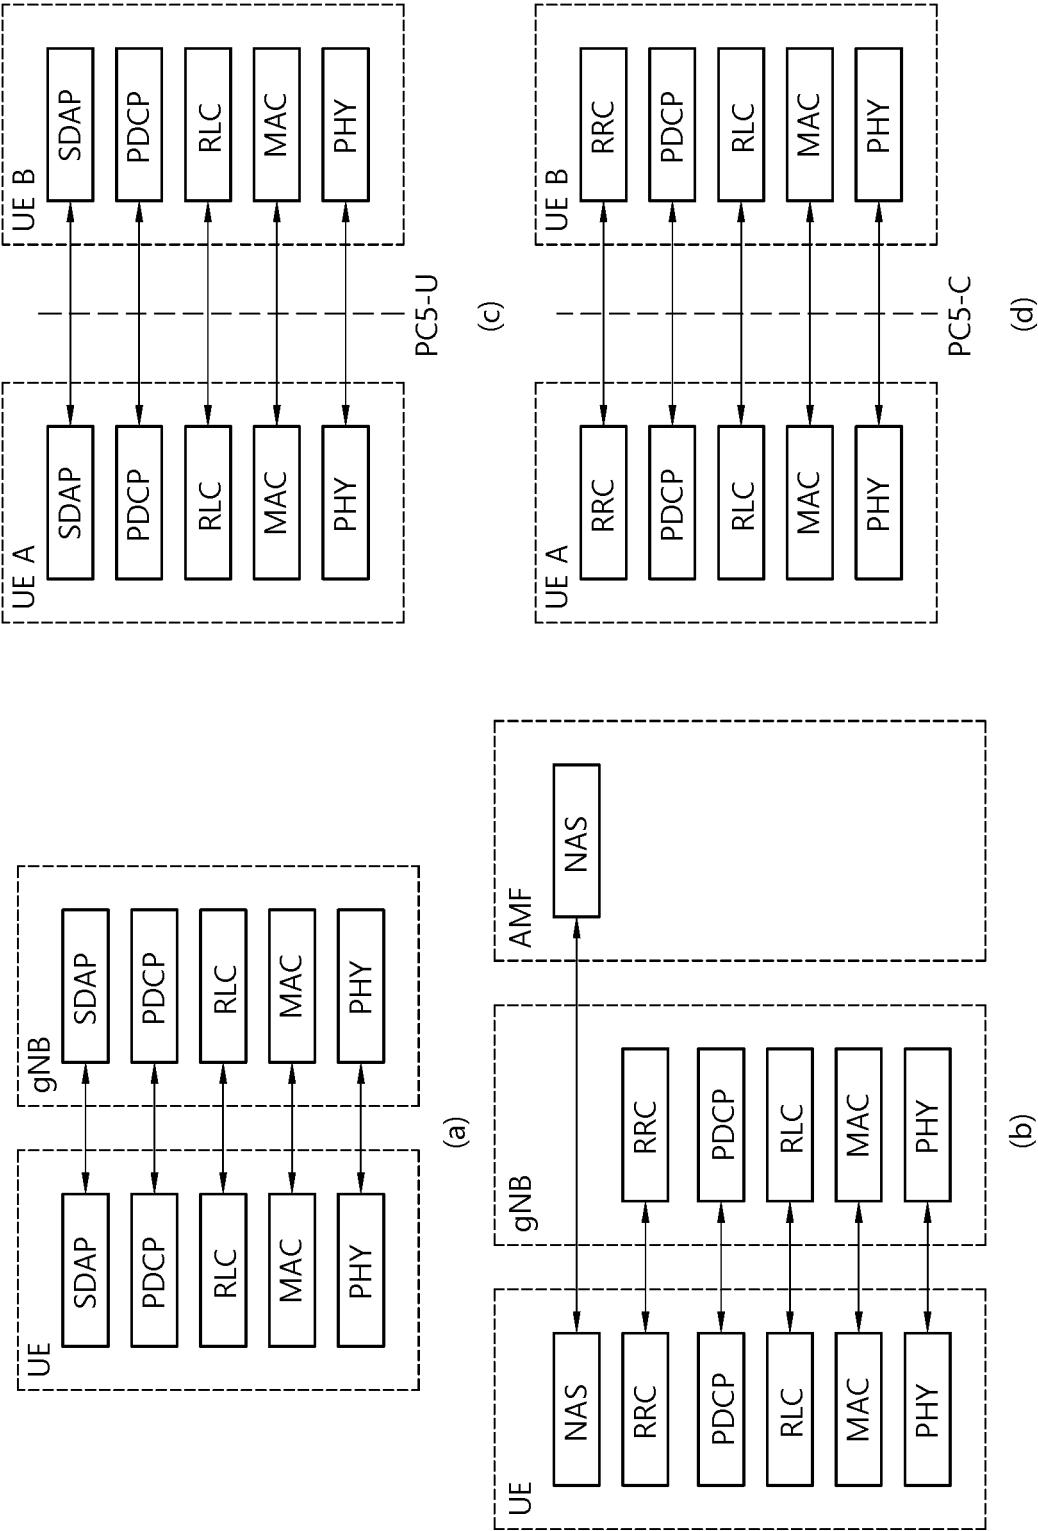 UE
gNB
SDAP
SDAP
PDCP
PDCP
RLC
RLC
MAC
MAC
PHY
PHY
(a)
UE A
UE B
SDAP
SDAP
PDCP
PDCP
RLC
RLC
MAC
MAC
PHY
PHY
PC5-U
(c)
UE
gNB
AMF
NAS
NAS
RRC
RRC
PDCP
PDCP
RLC
RLC
MAC
MAC
PHY
PHY
(b)
UE A
UE B
RRC
RRC
PDCP
PDCP
RLC
RLC
MAC
MAC
PHY
PHY
PC5-C
(d)